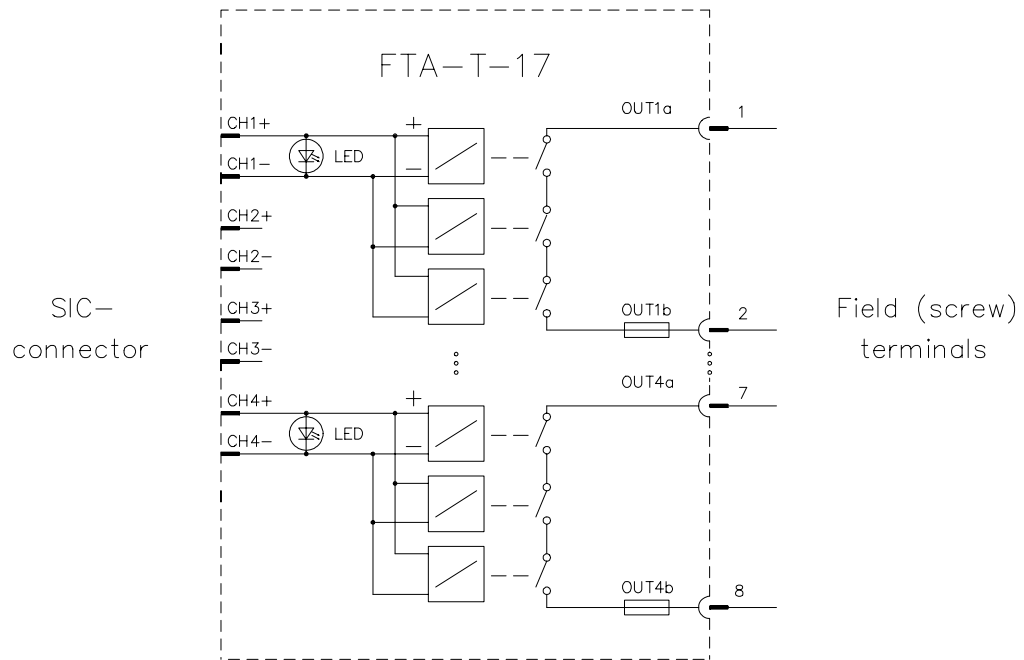 FTA-T-17
OUT1a
1
CH1+
+
LED
CH1-
-
CH2+
CH2-
SIC-
connector
CH3+
CH3-
OUT1b
2
Field (screw)
terminals
OUT4a
7
CH4+
+
LED
CH4-
-
OUT4b
8